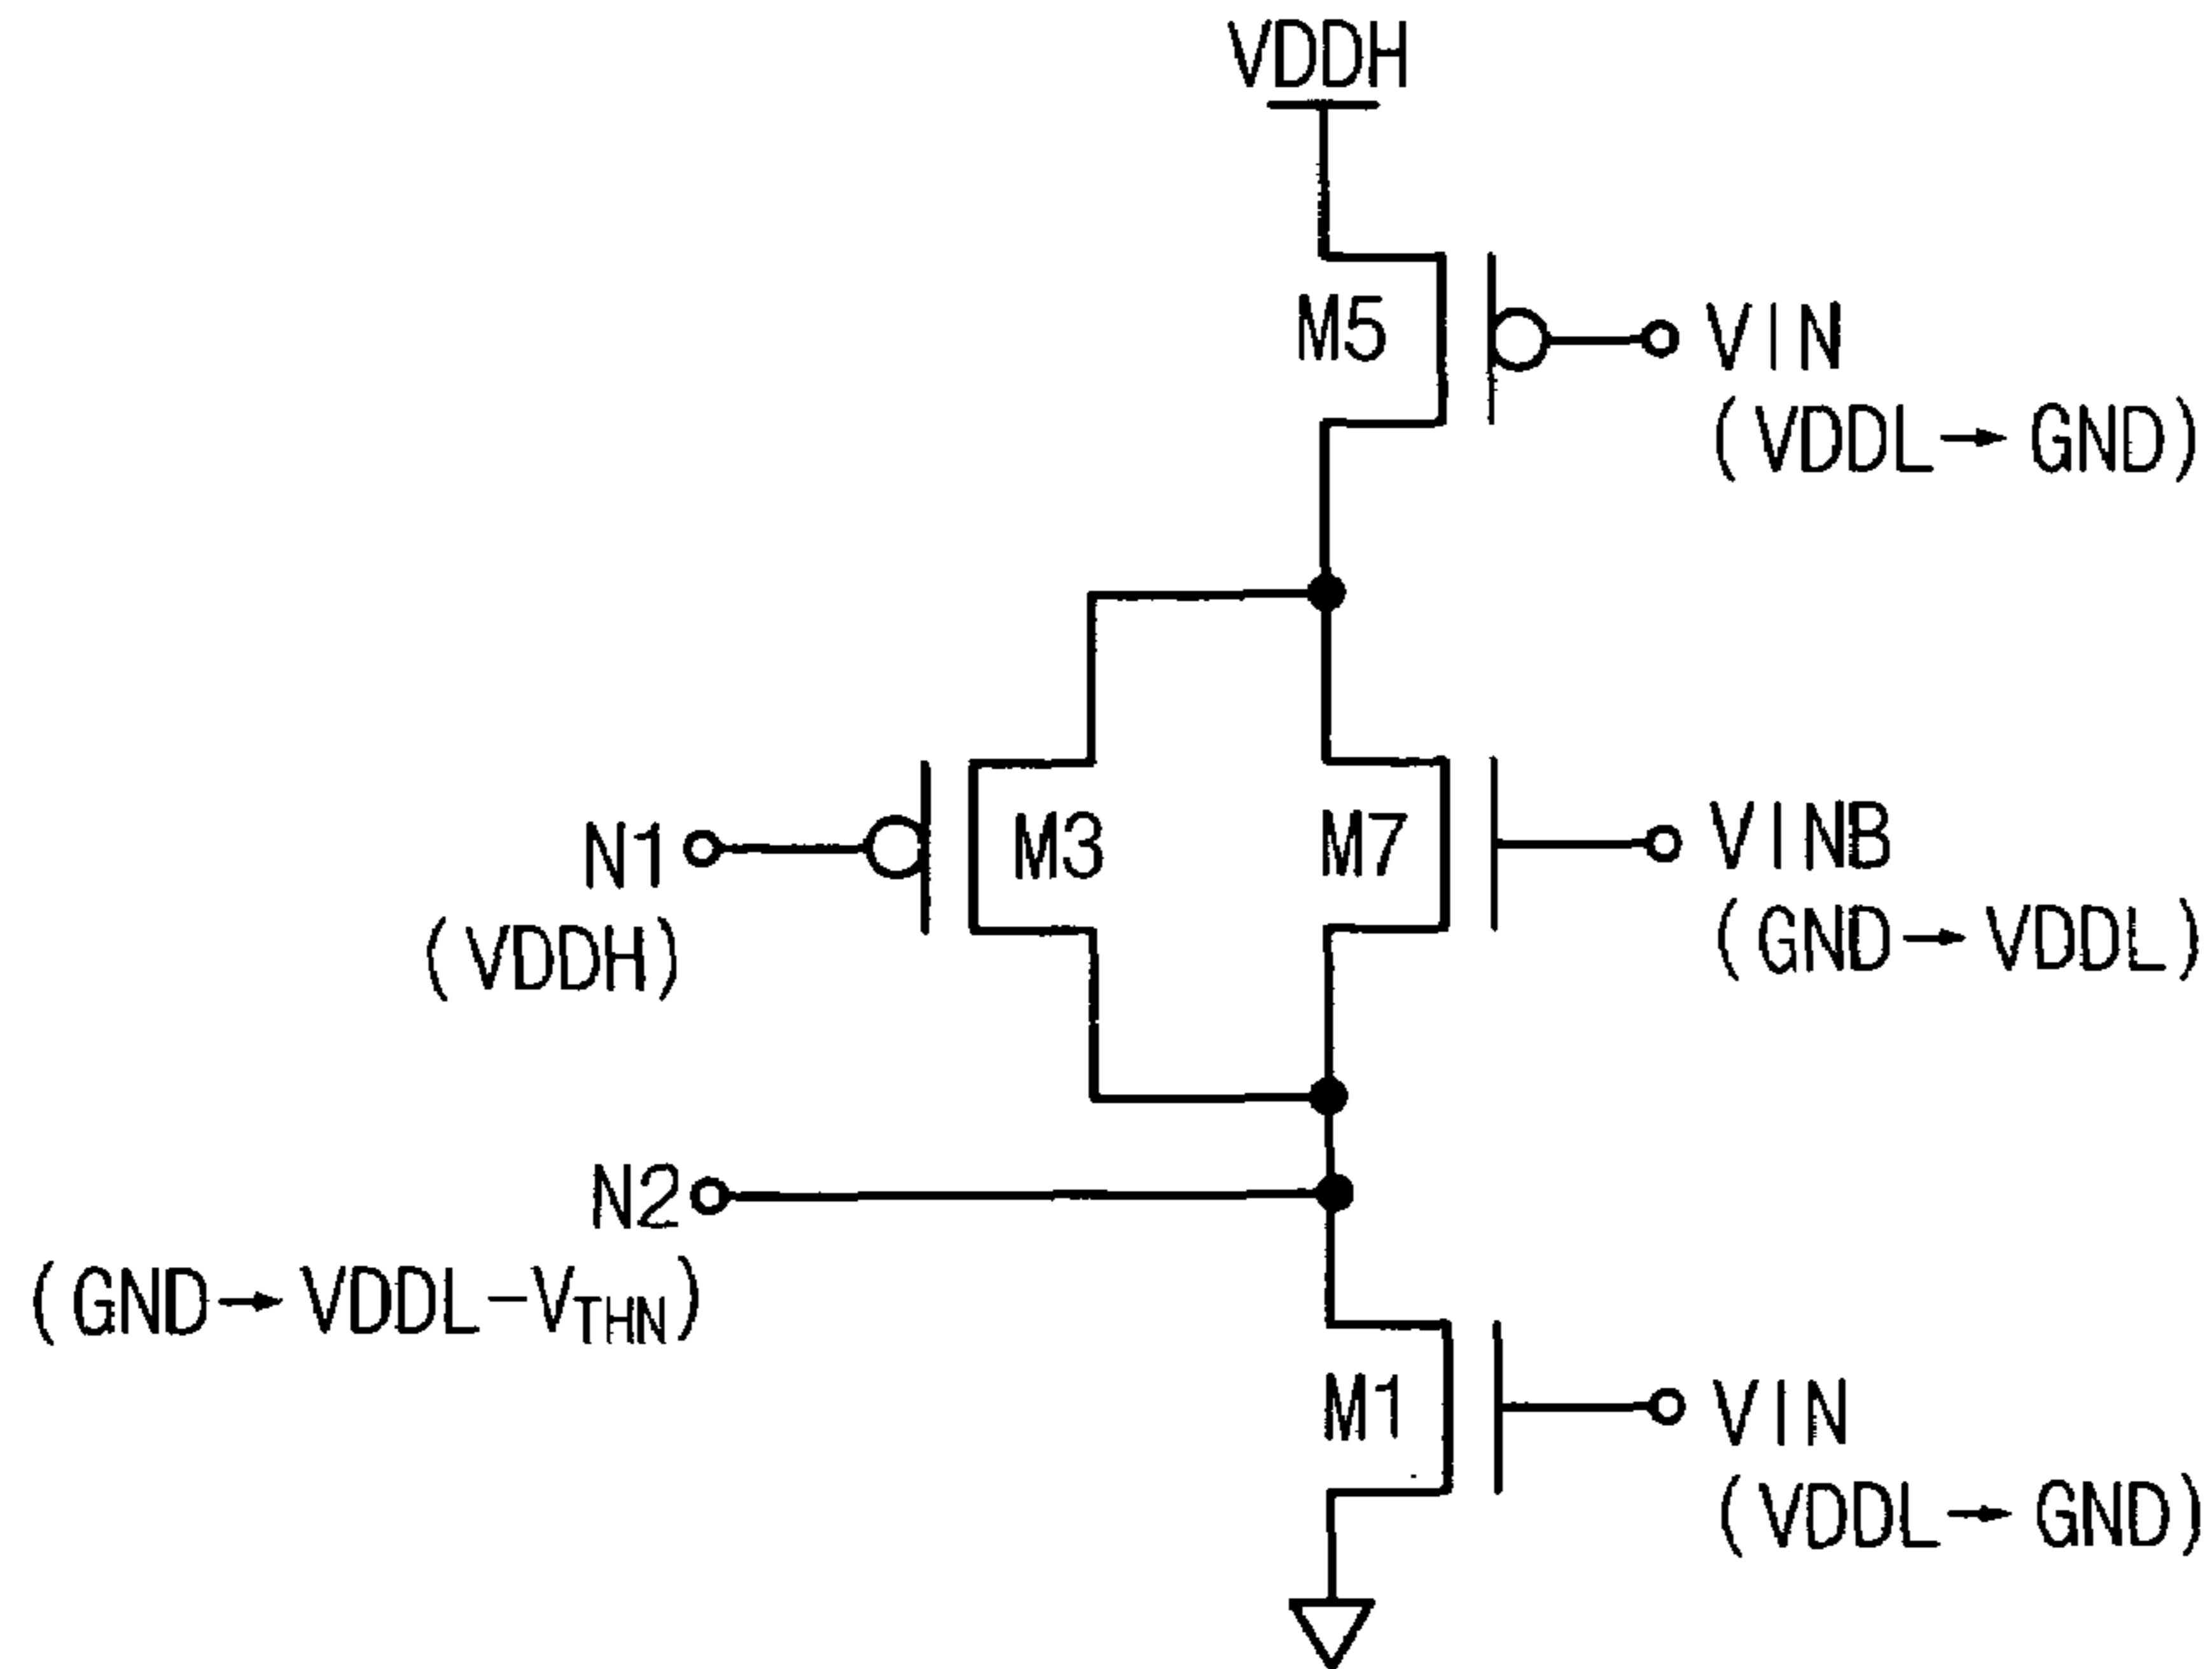 VDDH
M5
VIN
(VDDL→GND)
N1
(VDDH)
M3
M7
VINB
(GND→VDDL)
N2
(GND→VDDL-VTHN)
M1
VIN
(VDDL→GND)